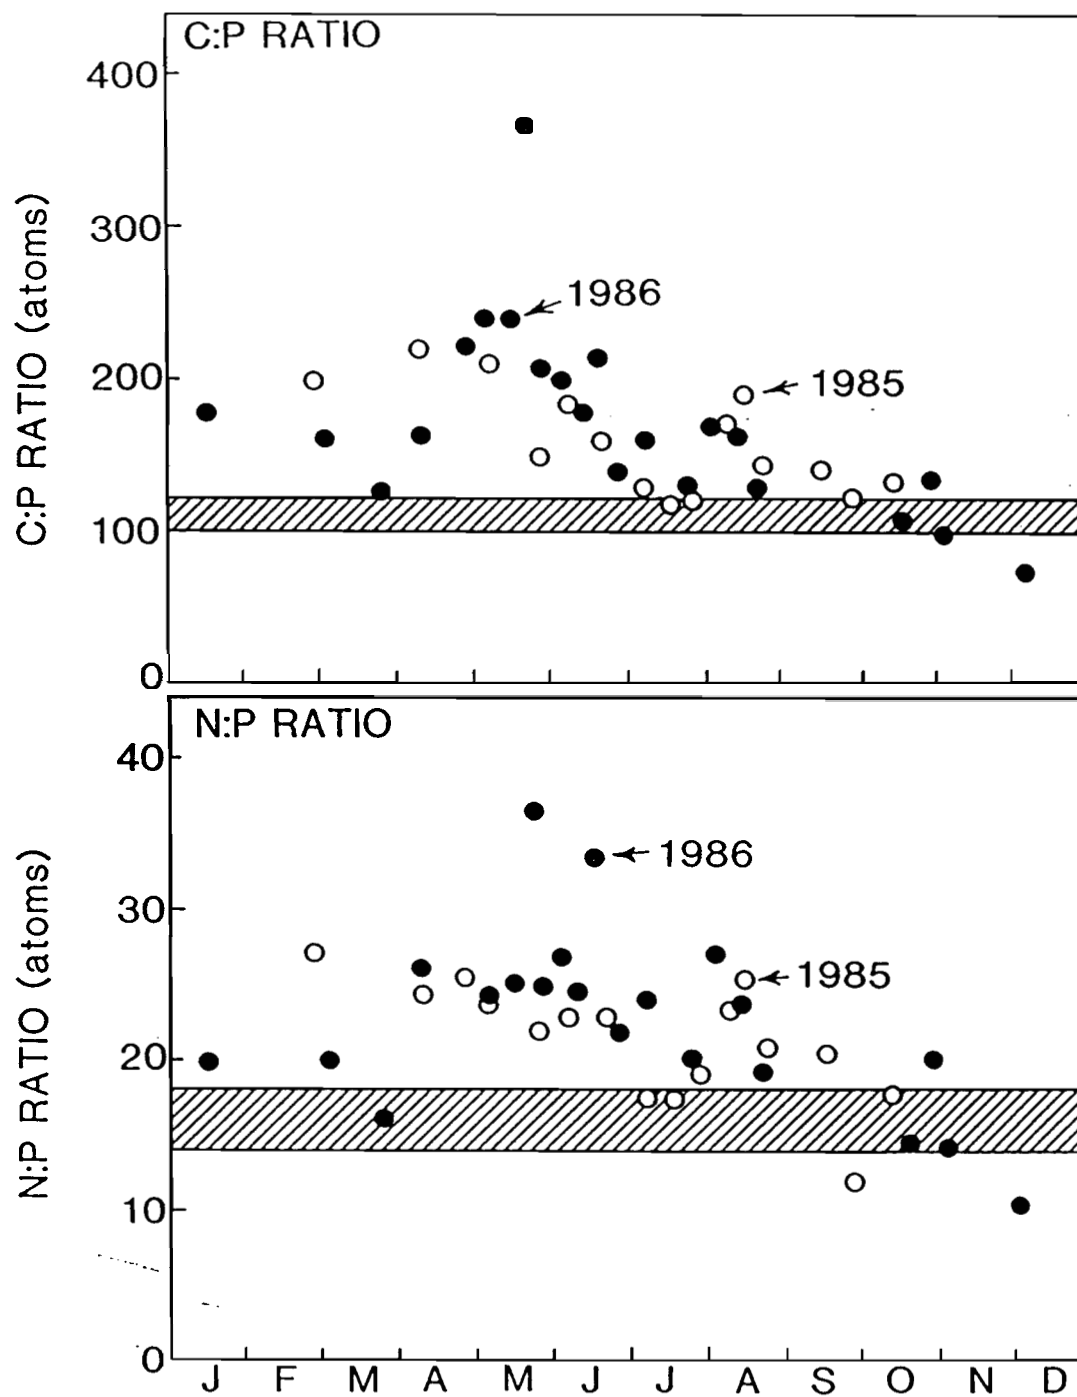 C:P RATIO
400
300
200
100
0
C:P RATIO (atoms)
1986
1985
N:P RATIO
40
30
20
10
0
N:P RATIO (atoms)
1986
1985
J F M A M J J A S O N D